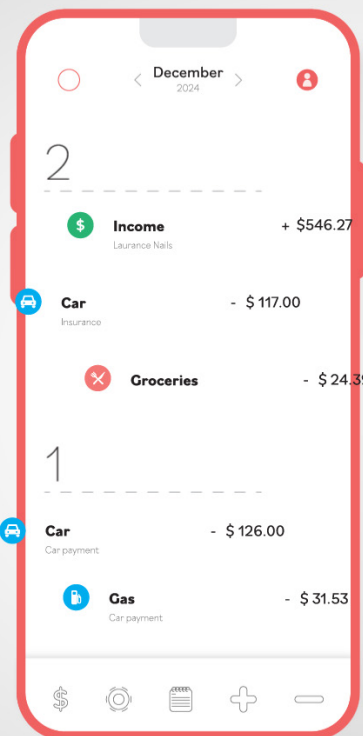 December
2024
2
$ Income + $546.27
Laurance Nails
Car - $ 117.00
Insurance
Groceries - $ 24.39
1
Car - $ 126.00
Car payment
Gas - $ 31.53
Car payment
$